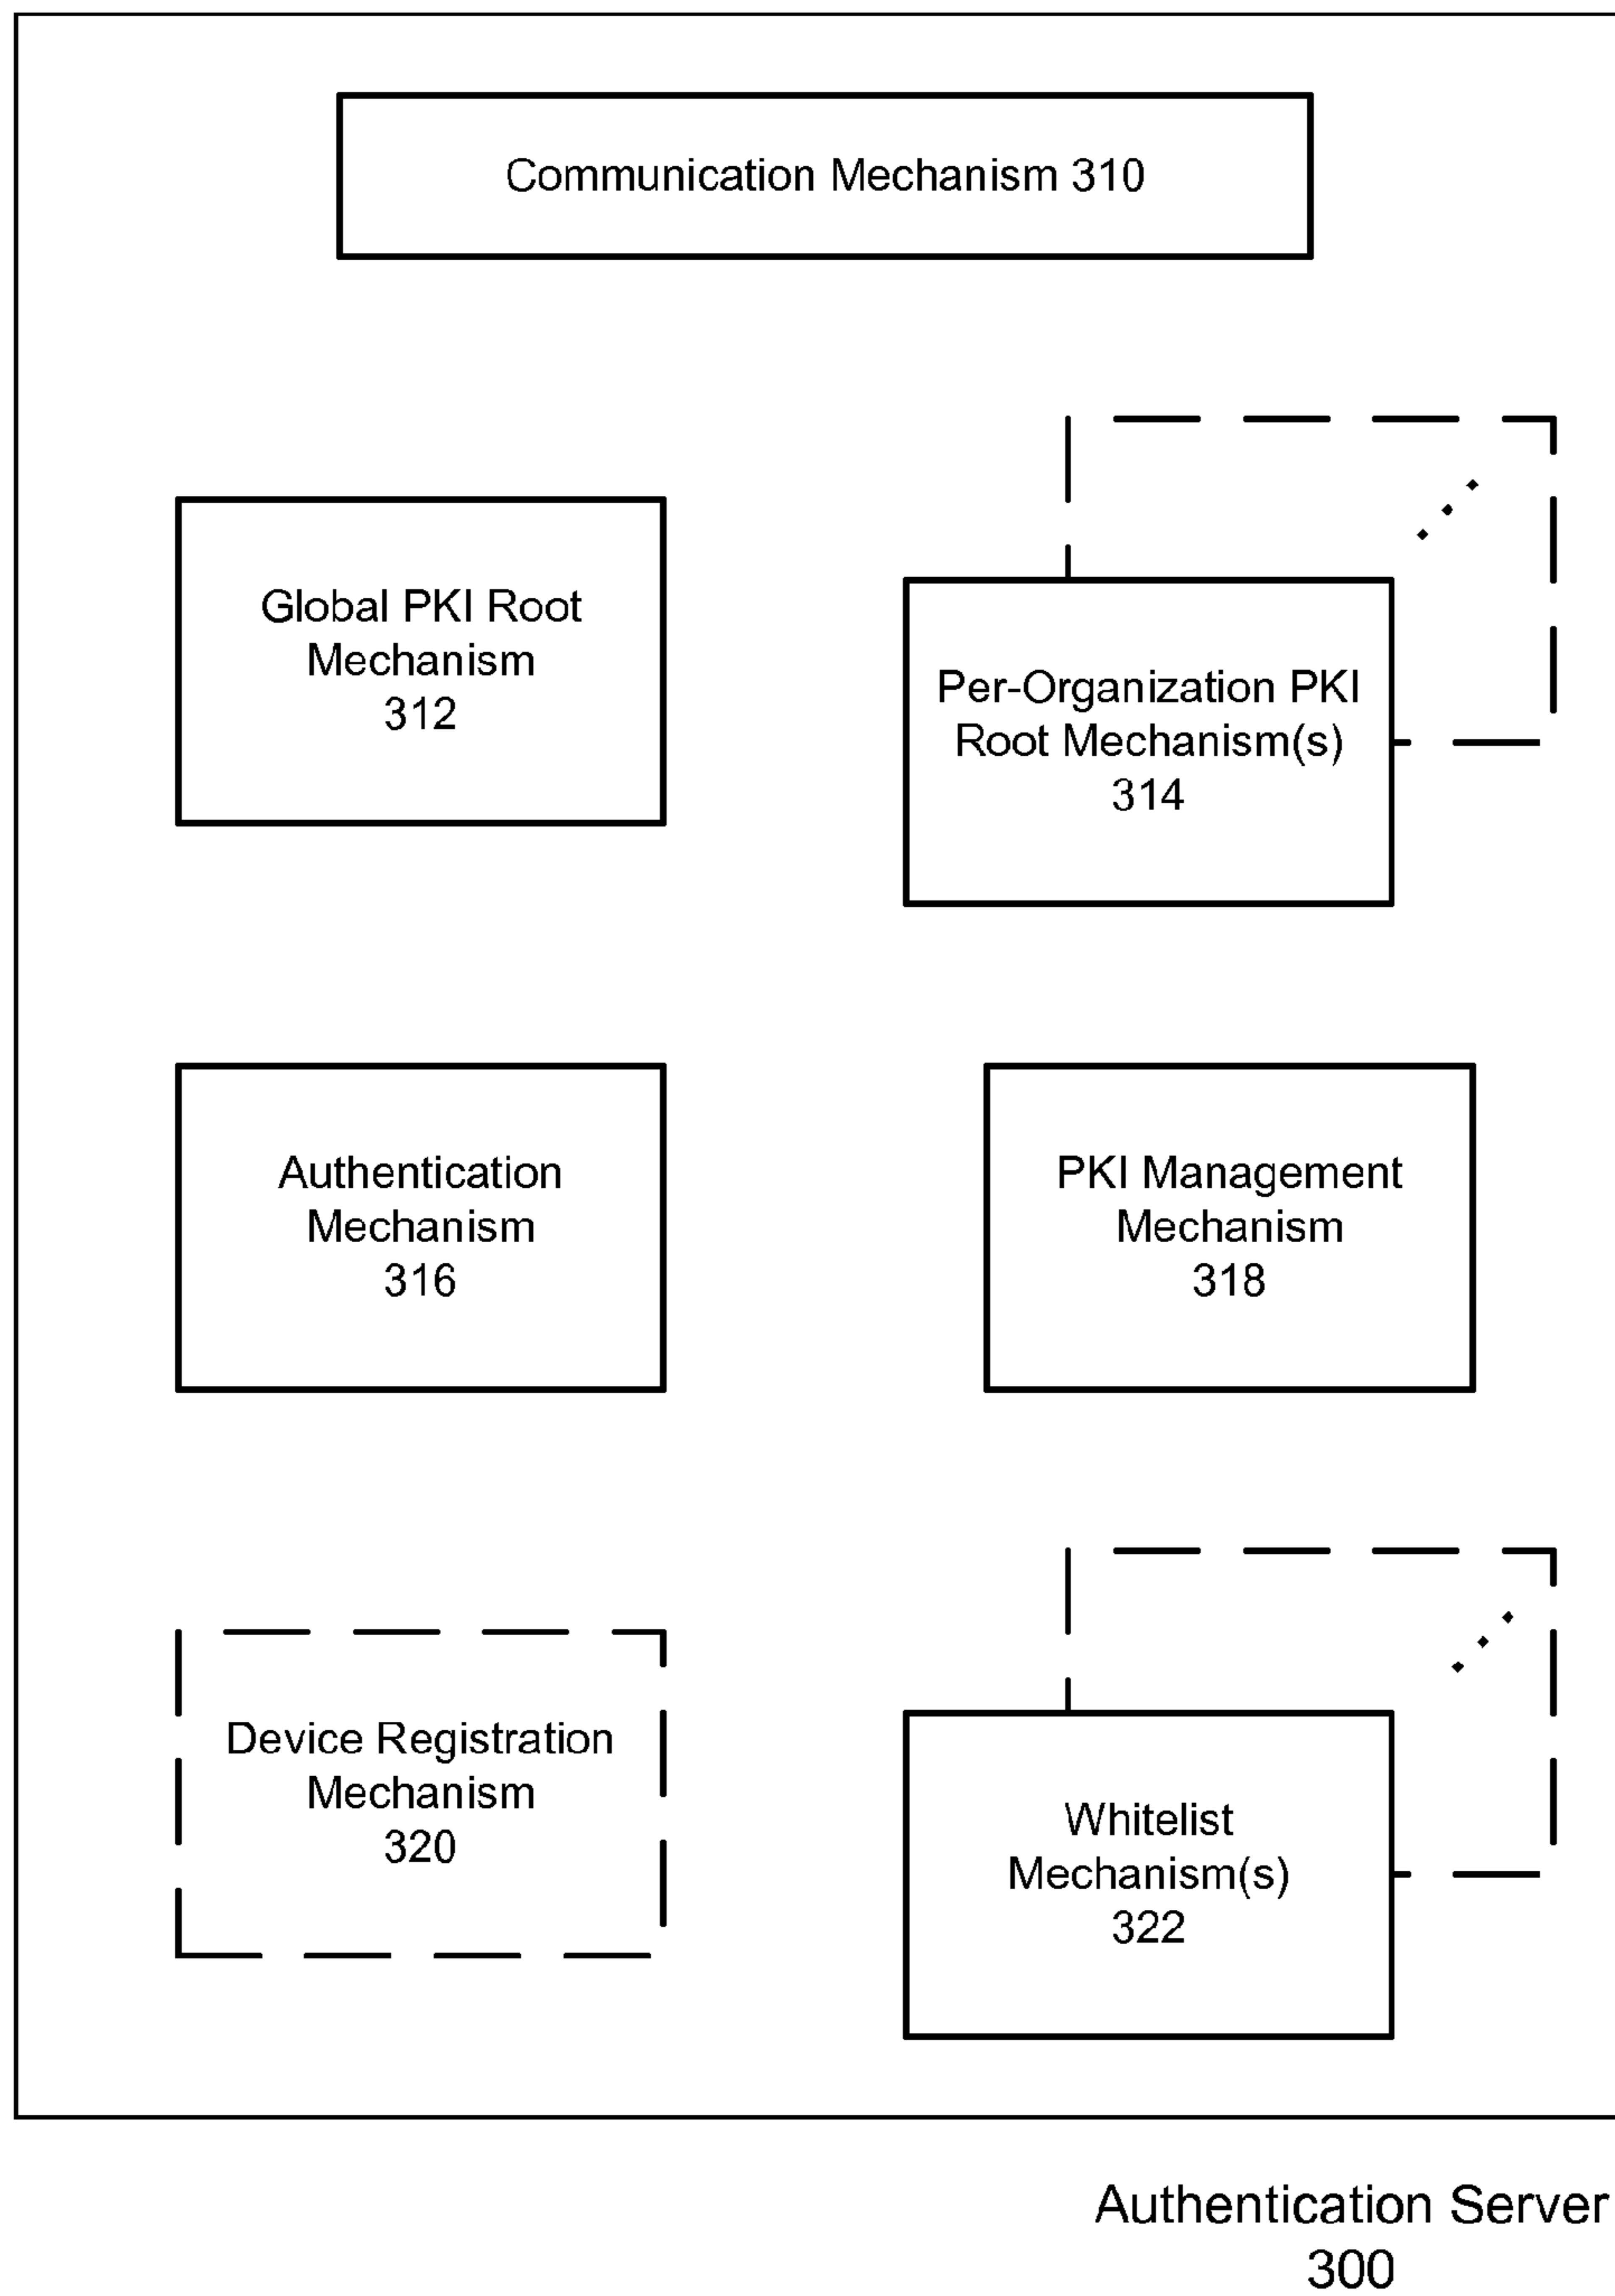 Communication Mechanism 310
Global PKI Root
Mechanism
312
Per-Organization PKI
Root Mechanism(s)
314
Authentication
Mechanism
316
PKI Management
Mechanism
318
Device Registration
Mechanism
320
Whitelist
Mechanism(s)
322
Authentication Server
300